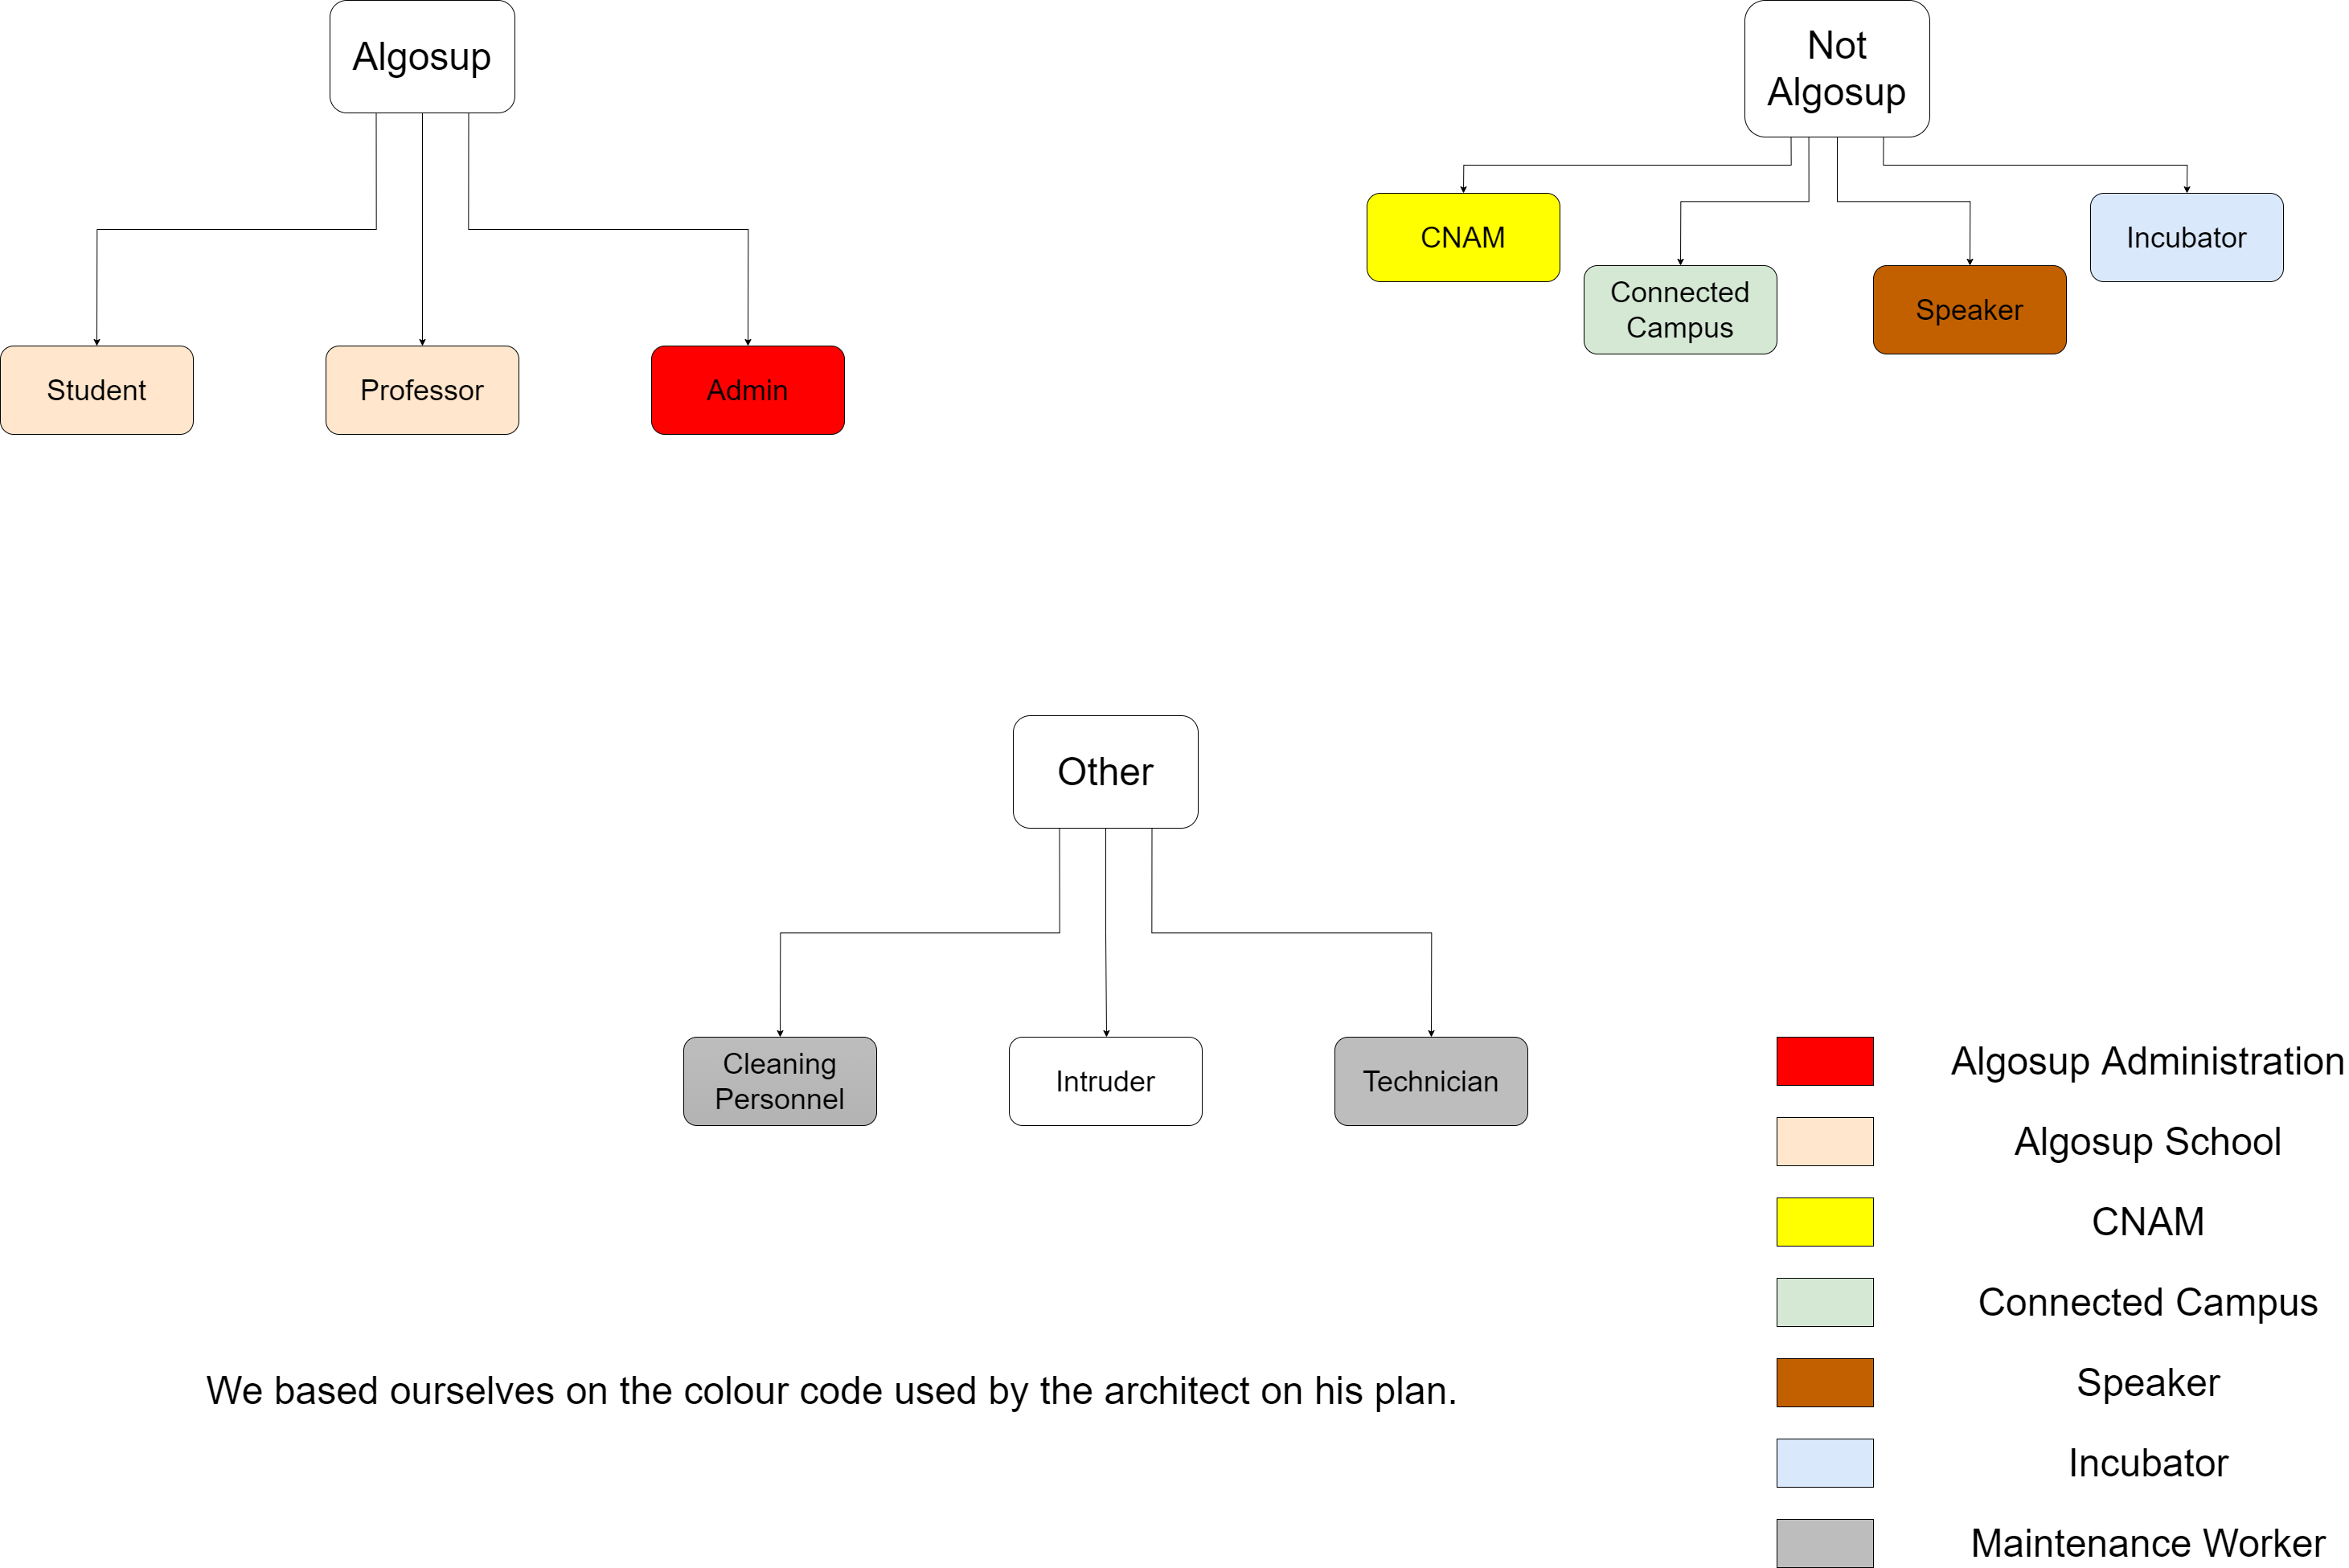 Algosup
Student
Professor
Admin
Not
Algosup
CNAM
Connected
Campus
Speaker
Incubator
Other
Cleaning
Personnel
Intruder
Technician
We based ourselves on the colour code used by the architect on his plan.
Algosup Administration
Algosup School
CNAM
Connected Campus
Speaker
Incubator
Maintenance Worker